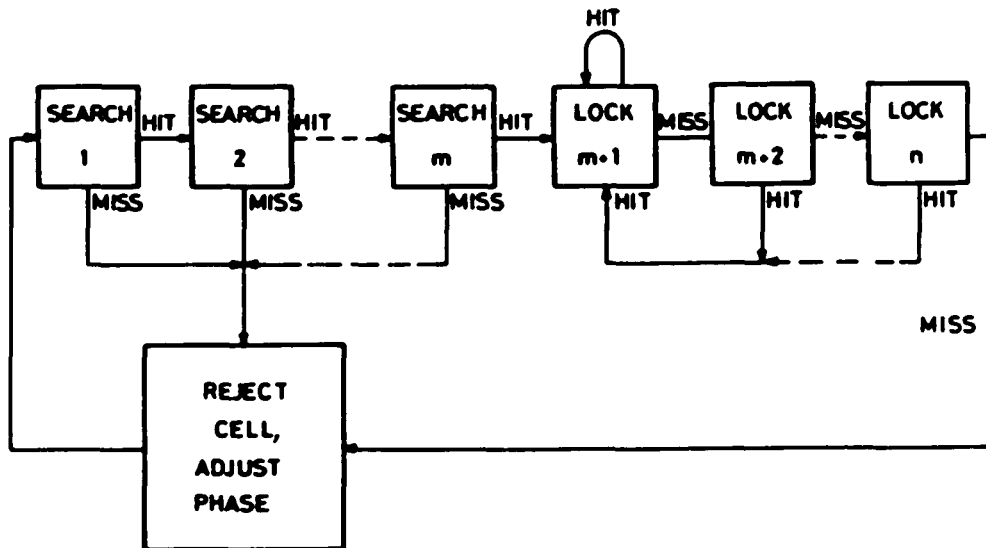 HIT
SEARCH
1
HIT
SEARCH
2
HIT
SEARCH
m
HIT
LOCK
m+1
MISS
LOCK
m+2
MISS
LOCK
n
MISS
MISS
MISS
HIT
HIT
HIT
MISS
REJECT
CELL,
ADJUST
PHASE